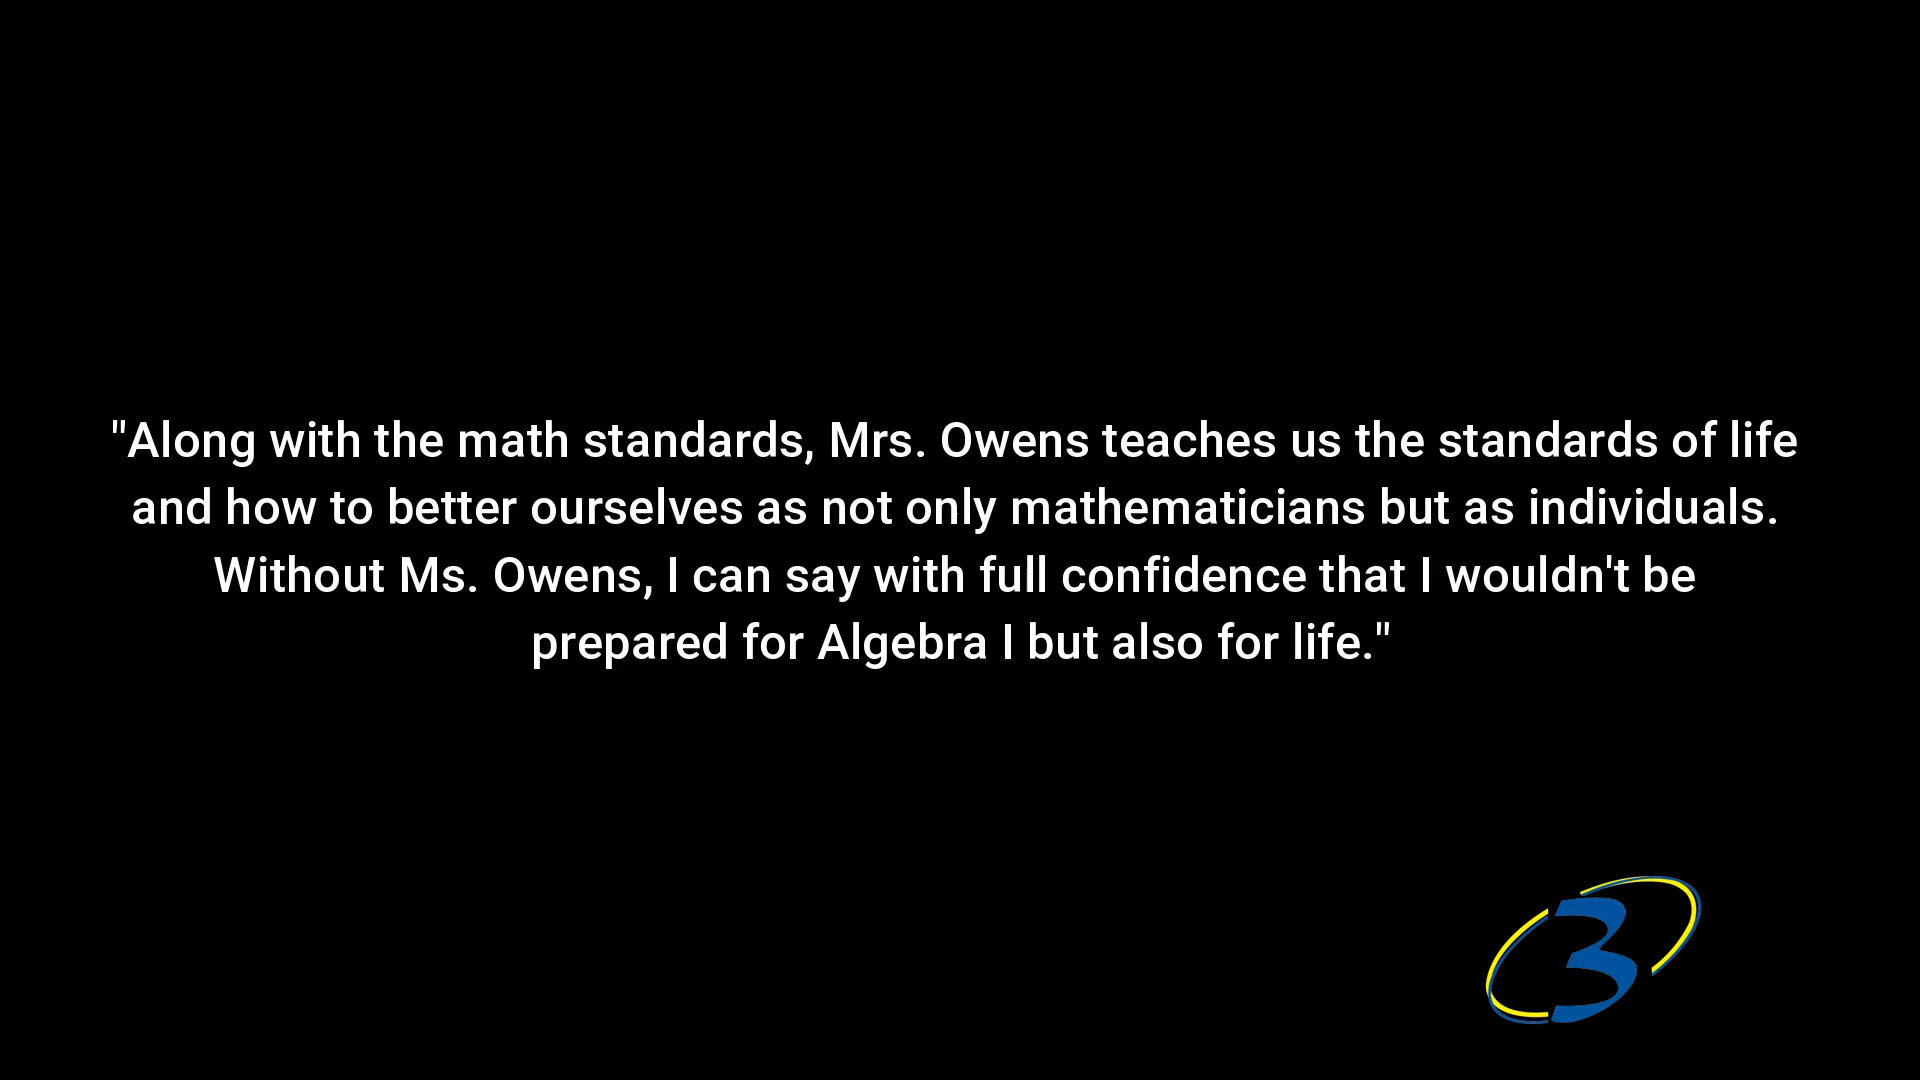 "Along with the math standards, Mrs. Owens teaches us the standards of life
and how to better ourselves as not only mathematicians but as individuals.
Without Ms. Owens, I can say with full confidence that I wouldn't be
prepared for Algebra I but also for life."
3